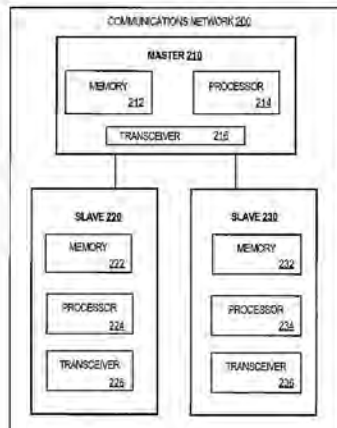 COMMUNICATIONS NETWORK 200
MASTER 210
MEMORY
212
PROCESSOR
214
TRANSCEIVER 216
SLAVE 220
MEMORY
222
PROCESSOR
224
TRANSCEIVER
226
SLAVE 230
MEMORY
232
PROCESSOR
234
TRANSCEIVER
236